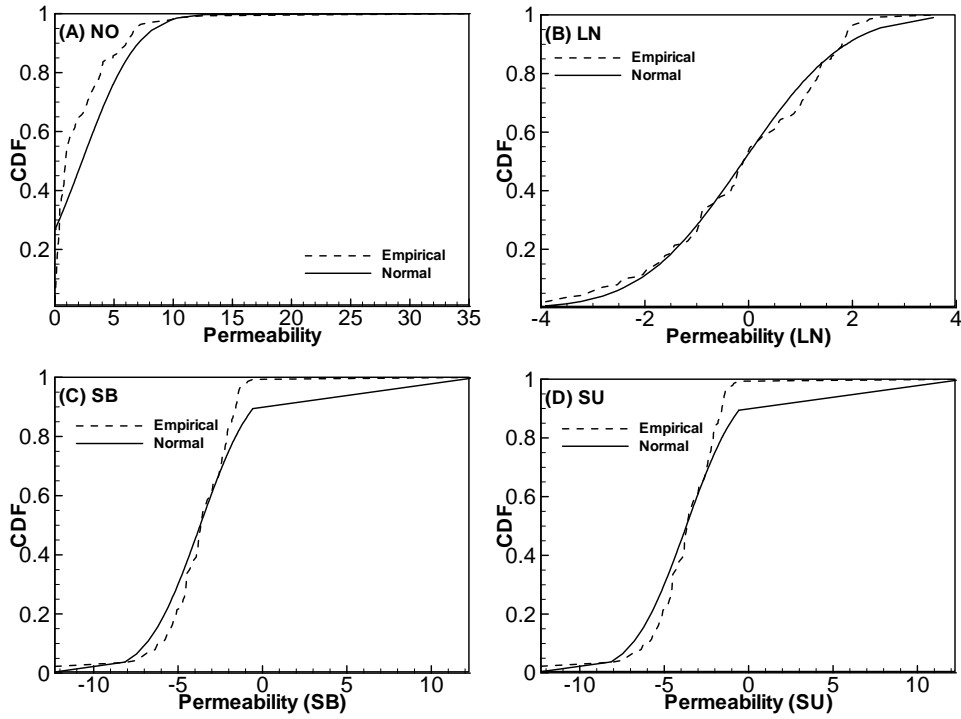 1
(A) NO
0.8
0.6
CDF
0.4
0.2
Empirical
Normal
0 5 10 15 20 25 30 35
Permeability
1
(B) LN
Empirical
Normal
0.8
0.6
CDF
0.4
0.2
-4 -2 0 2 4
Permeability (LN)
1
(C) SB
Empirical
Normal
0.8
0.6
CDF
0.4
0.2
0
-10 -5 0 5 10
Permeability (SB)
1
(D) SU
Empirical
Normal
0.8
0.6
CDF
0.4
0.2
0
-10 -5 0 5 10
Permeability (SU)